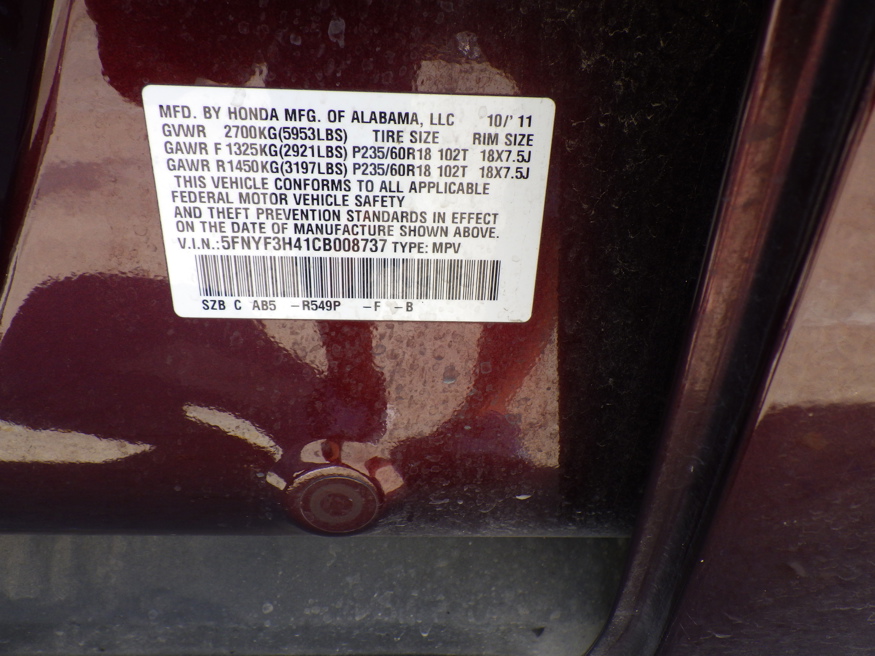 MFD. BY HONDA MFG. OF ALABAMA, LLC 10/'11
GVWR 2700KG(5953LBS) TIRE SIZE RIM SIZE
GAWR F 1325KG(2921LBS) P235/60R18 102T 18X7.5J
GAWR R1450KG(3197LBS) P235/60R18 102T 18X7.5J
THIS VEHICLE CONFORMS TO ALL APPLICABLE
FEDERAL MOTOR VEHICLE SAFETY
AND THEFT PREVENTION STANDARDS IN EFFECT
ON THE DATE OF MANUFACTURE SHOWN ABOVE.
V.I.N.:5FNYF3H41CB008737 TYPE: MPV
SZB C AB5 –R549P –F –B